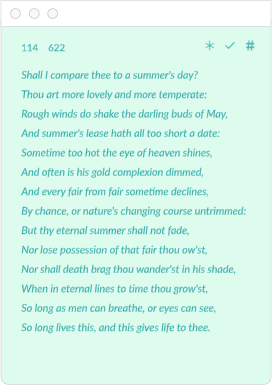 114 622 * ✓ #
Shall I compare thee to a summer's day?
Thou art more lovely and more temperate:
Rough winds do shake the darling buds of May,
And summer's lease hath all too short a date:
Sometime too hot the eye of heaven shines,
And often is his gold complexion dimmed,
And every fair from fair sometime declines,
By chance, or nature's changing course untrimmed:
But thy eternal summer shall not fade,
Nor lose possession of that fair thou ow'st,
Nor shall death brag thou wander'st in his shade,
When in eternal lines to time thou grow'st,
So long as men can breathe, or eyes can see,
So long lives this, and this gives life to thee.